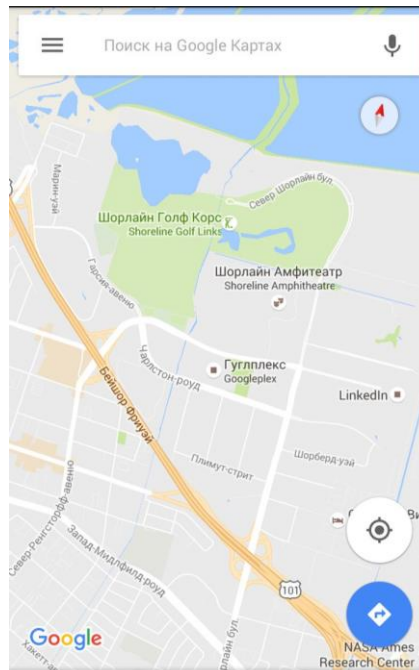 Поиск на Google Картах
Марин-уэй
Север Шорлайн бул.
Шорлайн Голф Корс
Shoreline Golf Links
Гарсия-авеню
Шорлайн Амфитеатр
Shoreline Amphitheatre
Чарлстон-роуд
Гуглплекс
Googleplex
LinkedIn
Бейшор Фриуэй
Плимут-стрит
Шорберд-уэй
Север-Ренгсторфф-авеню
Запад-Мидлфилд-роуд
101
Google
NASA Ames
Research Center